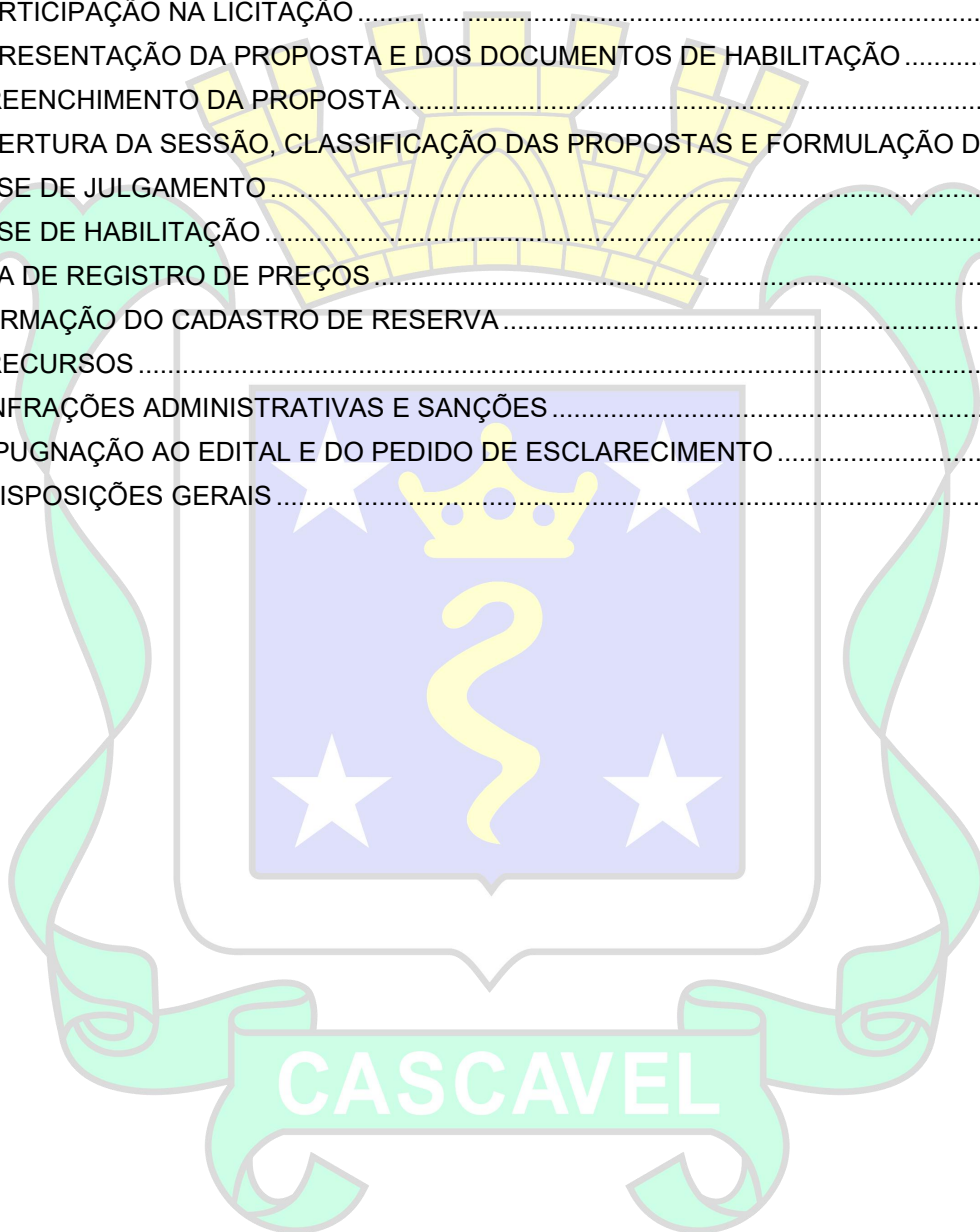 RTICIPAÇÃO NA LICITAÇÃO
RESENTAÇÃO DA PROPOSTA E DOS DOCUMENTOS DE HABILITAÇÃO
EENCHIMENTO DA PROPOSTA
ERTURA DA SESSÃO, CLASSIFICAÇÃO DAS PROPOSTAS E FORMULAÇÃO D
SE DE JULGAMENTO
SE DE HABILITAÇÃO
A DE REGISTRO DE PREÇOS
RMAÇÃO DO CADASTRO DE RESERVA
RECURSOS
NFRAÇÕES ADMINISTRATIVAS E SANÇÕES
PUGNAÇÃO AO EDITAL E DO PEDIDO DE ESCLARECIMENTO
ISPOSIÇÕES GERAIS
CASCAVEL